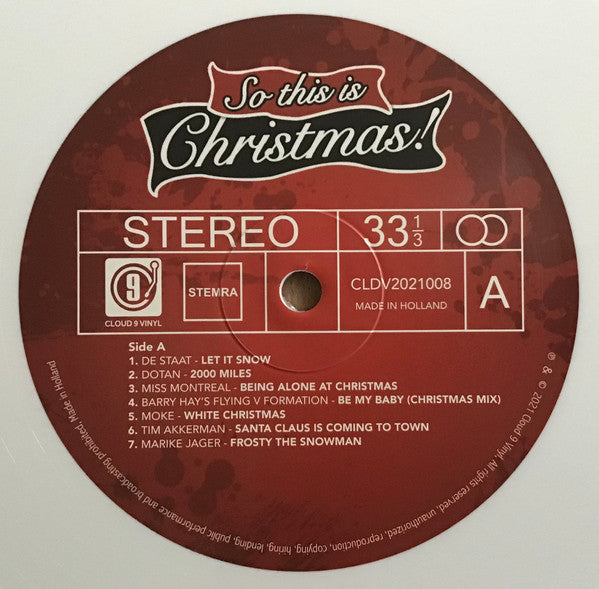 So this is
Christmas!
STEREO
33 1/3
9
CLOUD 9 VINYL
STEMRA
CLDV2021008
MADE IN HOLLAND
A
Side A
1. DE STAAT - LET IT SNOW
2. DOTAN - 2000 MILES
3. MISS MONTREAL - BEING ALONE AT CHRISTMAS
4. BARRY HAY'S FLYING V FORMATION - BE MY BABY (CHRISTMAS MIX)
5. MOKE - WHITE CHRISTMAS
6. TIM AKKERMAN - SANTA CLAUS IS COMING TO TOWN
7. MARIKE JAGER - FROSTY THE SNOWMAN
℗ & © 2021 Cloud 9 Vinyl. All rights reserved, unauthorized, reproduction, copying, hiring, lending, public performance and broadcasting prohibited. Made in Holland